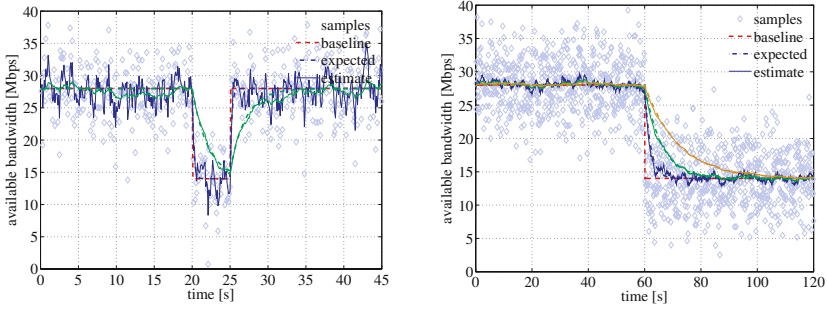 40
35
30
25
20
15
10
5
0
available bandwidth [Mbps]
samples
baseline
expected
estimate
0 5 10 15 20 25 30 35 40 45
time [s]
40
35
30
25
20
15
10
5
0
available bandwidth [Mbps]
samples
baseline
expected
estimate
0 20 40 60 80 100 120
time [s]